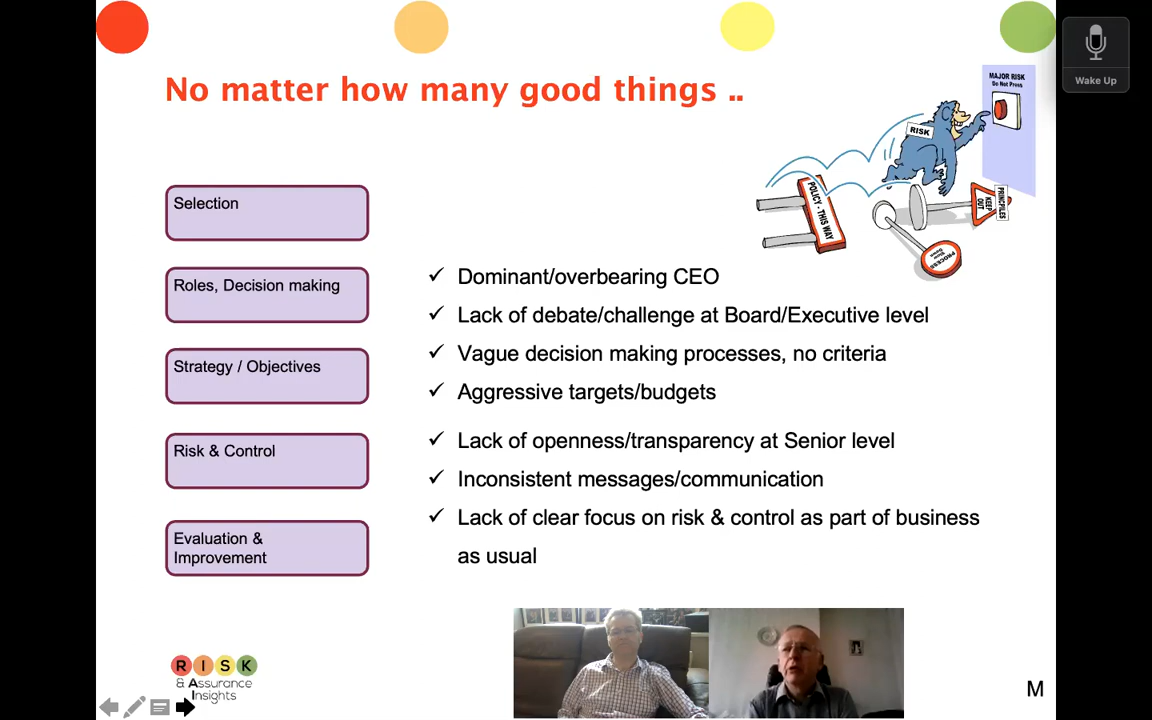 No matter how many good things ..
Wake Up
MAJOR RISK
Do Not Press
RISK
POLICY - THIS WAY
KEEP OUT
PRINCIPLES
PROCESS
Selection
Roles, Decision making
Strategy / Objectives
Risk & Control
Evaluation &
Improvement
✓ Dominant/overbearing CEO
✓ Lack of debate/challenge at Board/Executive level
✓ Vague decision making processes, no criteria
✓ Aggressive targets/budgets
✓ Lack of openness/transparency at Senior level
✓ Inconsistent messages/communication
✓ Lack of clear focus on risk & control as part of business
as usual
RISK
& Assurance
Insights
M